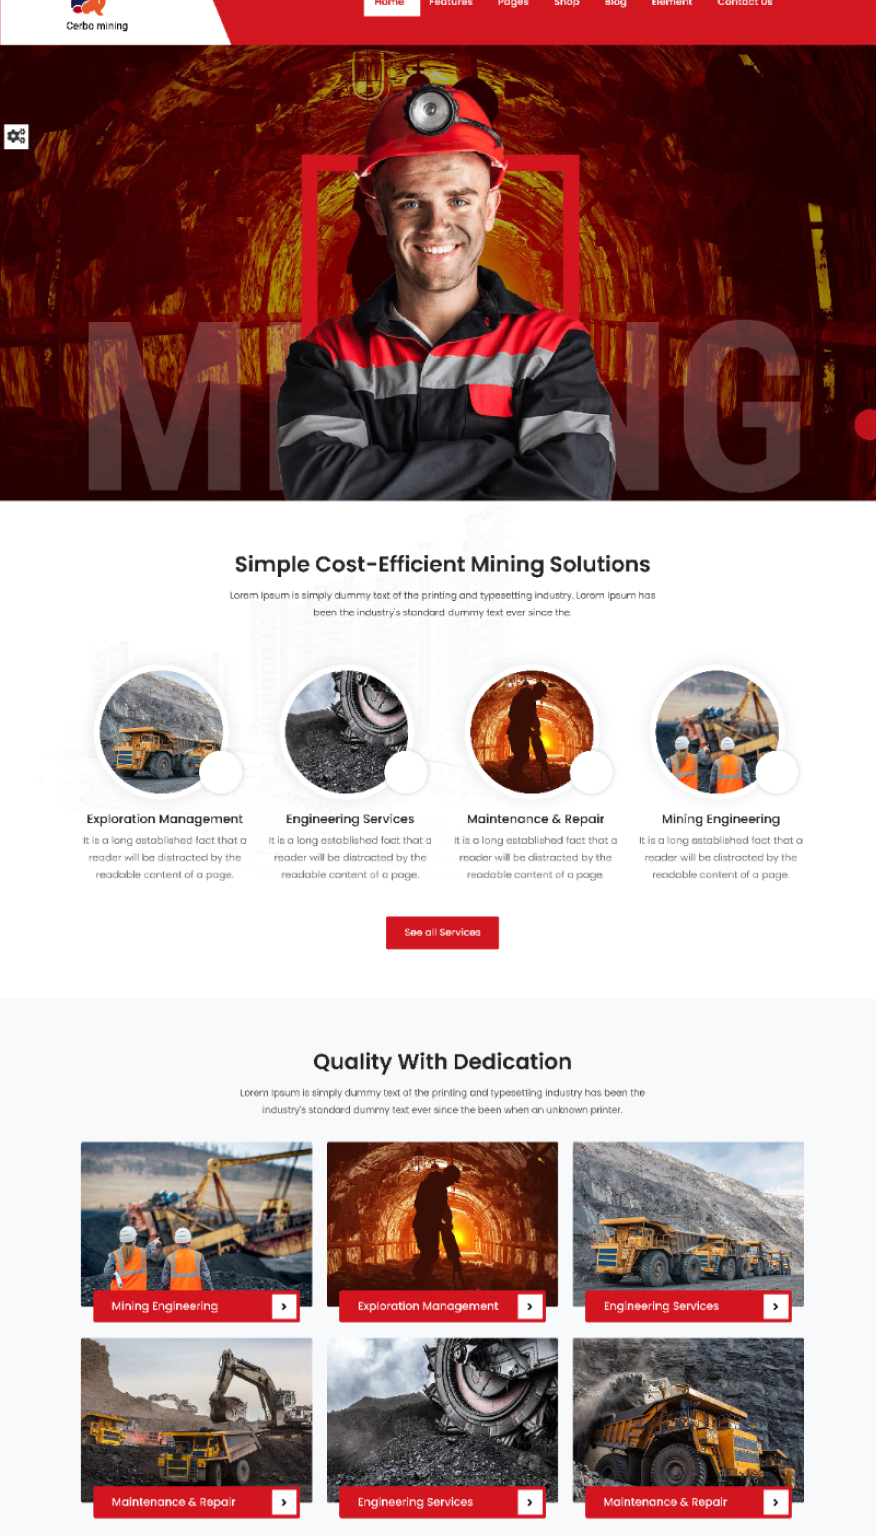 Cerbo mining
Home Features Pages Shop Blog Element Contact Us
Simple Cost-Efficient Mining Solutions
Lorem Ipsum is simply dummy text of the printing and typesetting industry. Lorem Ipsum has
been the industry's standard dummy text ever since the.
Exploration Management
It is a long established fact that a
reader will be distracted by the
readable content of a page.
Engineering Services
It is a long established fact that a
reader will be distracted by the
readable content of a page.
Maintenance & Repair
It is a long established fact that a
reader will be distracted by the
readable content of a page.
Mining Engineering
It is a long established fact that a
reader will be distracted by the
readable content of a page.
See all Services
Quality With Dedication
Lorem Ipsum is simply dummy text of the printing and typesetting industry has been the
industry's standard dummy text ever since the been when an unknown printer.
Mining Engineering
Exploration Management
Engineering Services
Maintenance & Repair
Engineering Services
Maintenance & Repair